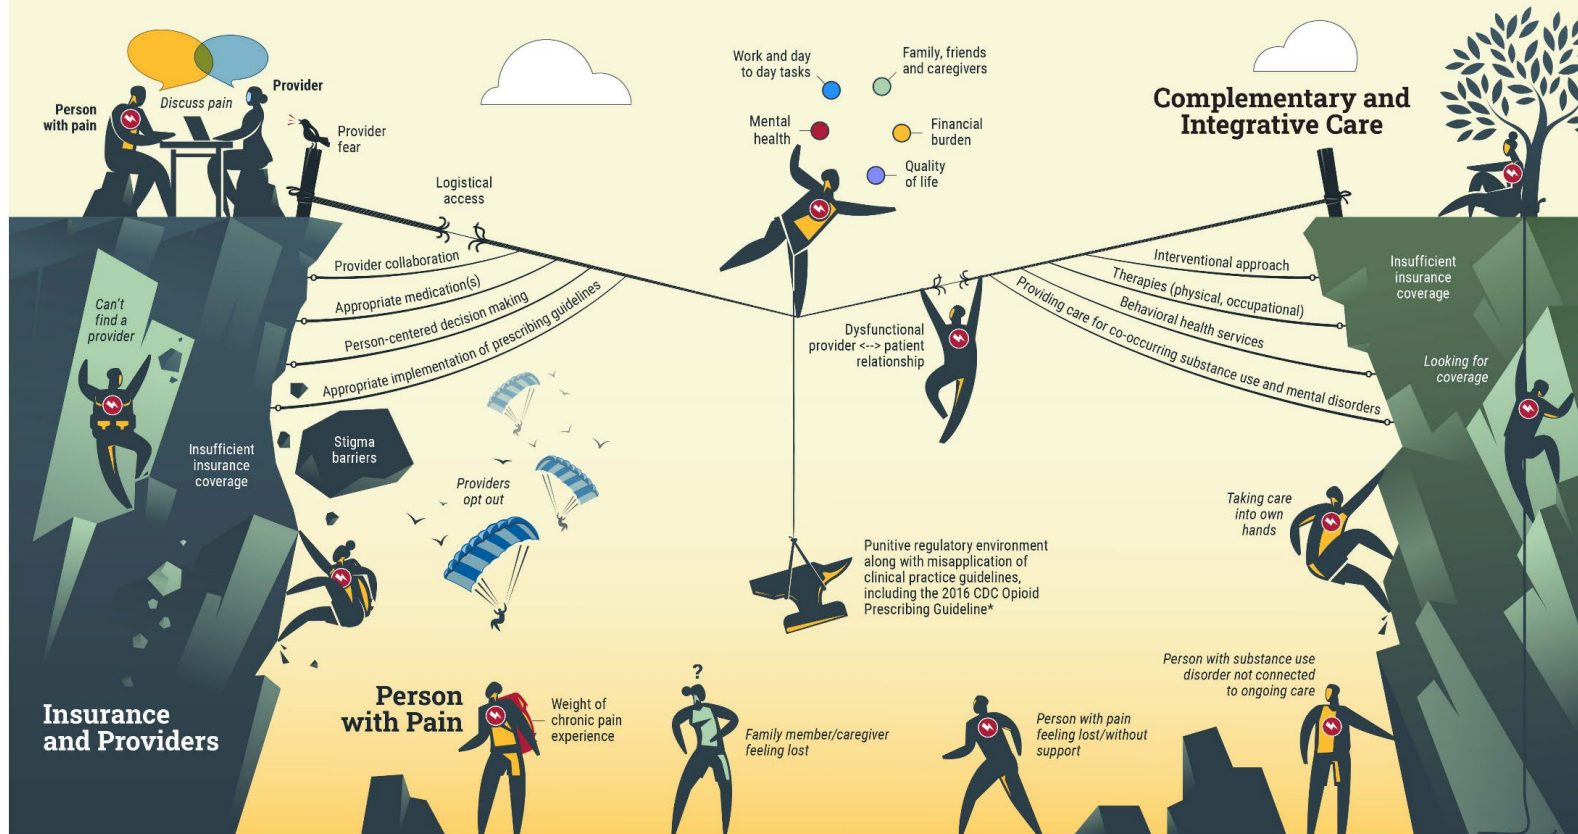 Person
with pain
Discuss pain
Provider
Provider
fear
Logistical
access
Work and day
to day tasks
Family, friends
and caregivers
Mental
health
Financial
burden
Quality
of life
Complementary and
Integrative Care
Provider collaboration
Appropriate medication(s)
Person-centered decision making
Appropriate implementation of prescribing guidelines
Interventional approach
Therapies (physical, occupational)
Behavioral health services
Providing care for co-occurring substance use and mental disorders
Can't
find a
provider
Insufficient
insurance
coverage
Stigma
barriers
Providers
opt out
Dysfunctional
provider <--> patient
relationship
Insufficient
insurance
coverage
Looking for
coverage
Taking care
into own
hands
Punitive regulatory environment
along with misapplication of
clinical practice guidelines,
including the 2016 CDC Opioid
Prescribing Guideline*
Insurance
and Providers
Person
with Pain
Weight of
chronic pain
experience
?
Family member/caregiver
feeling lost
Person with pain
feeling lost/without
support
Person with substance use
disorder not connected
to ongoing care